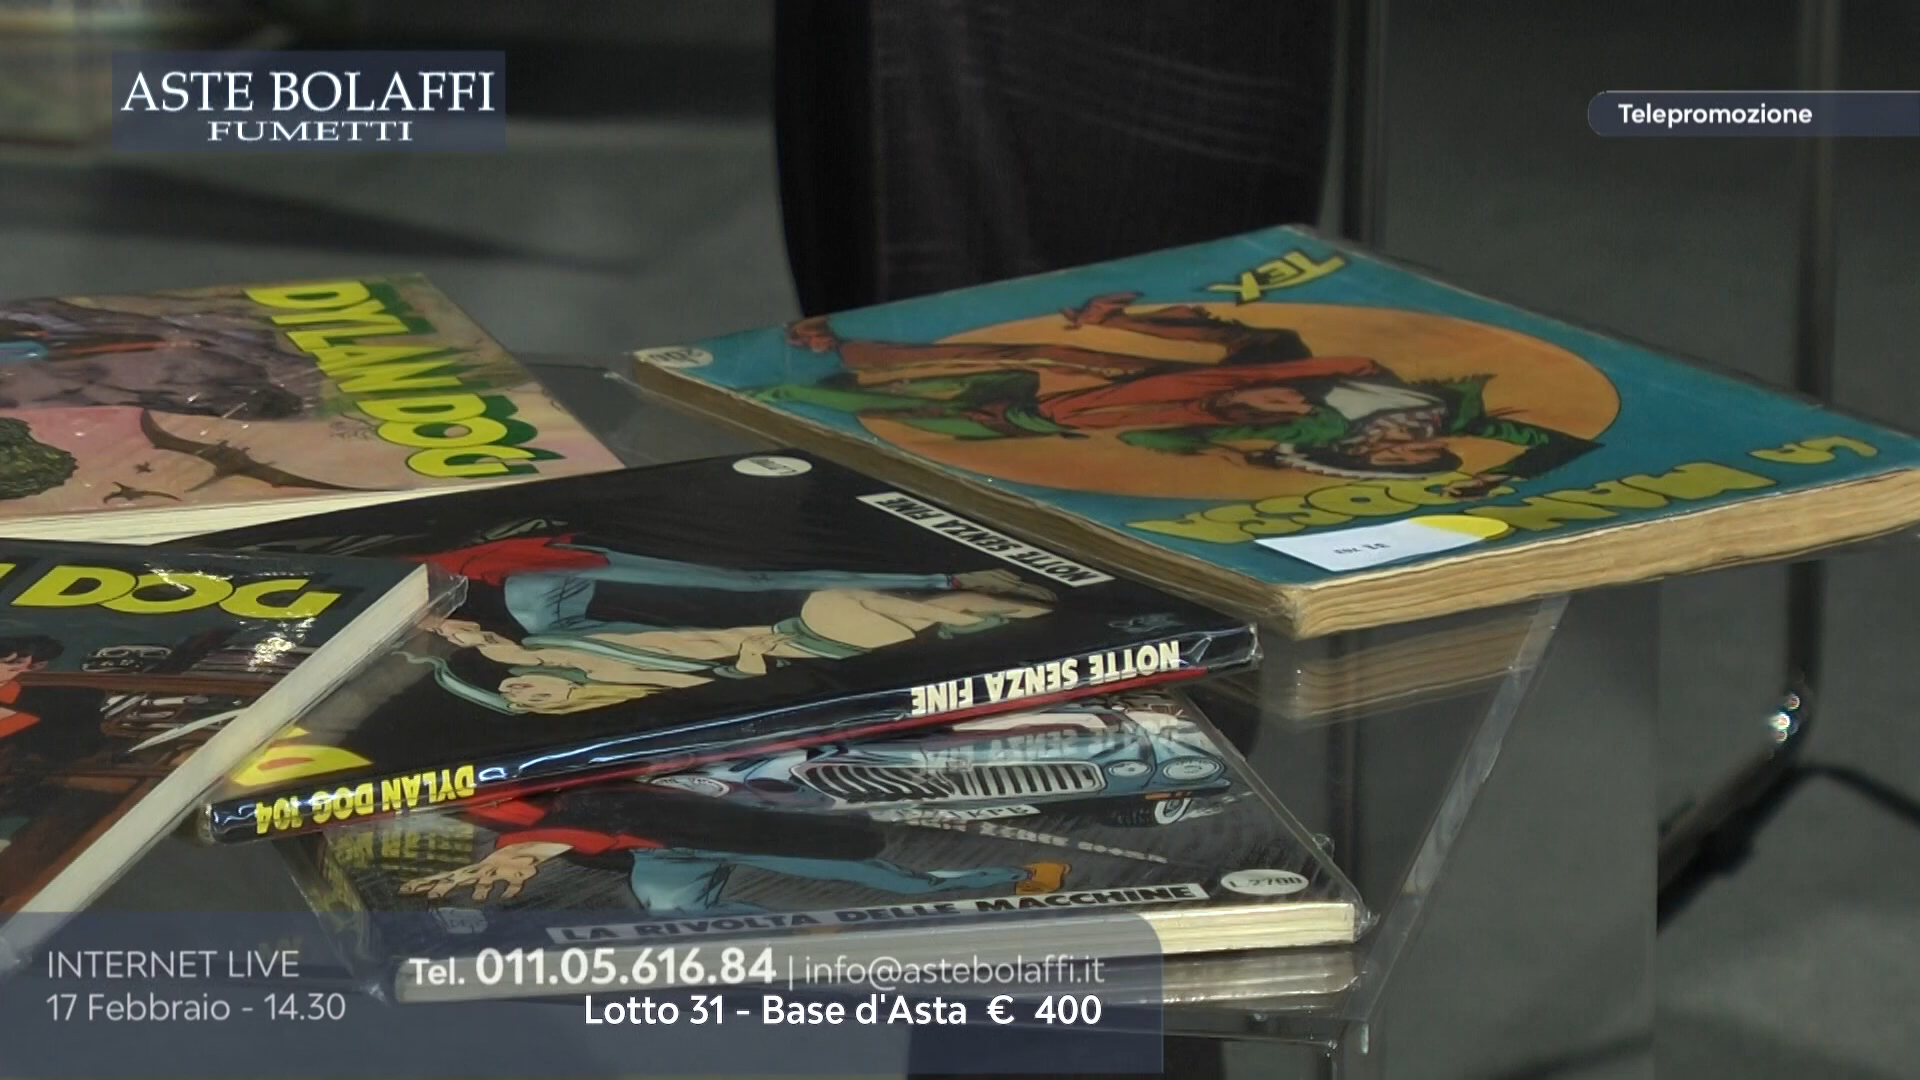 ASTE BOLAFFI
FUMETTI
Telepromozione
TEX
200
LA MANO ROSSA
DYLAN DOG
DOG
NOTTE SENZA FINE
NOTTE SENZA FINE
DYLAN DOG 104
LA RIVOLTA DELLE MACCHINE
L. 2700
INTERNET LIVE
17 Febbraio - 14.30
Tel. 011.05.616.84 | info@astebolaffi.it
Lotto 31 - Base d'Asta € 400